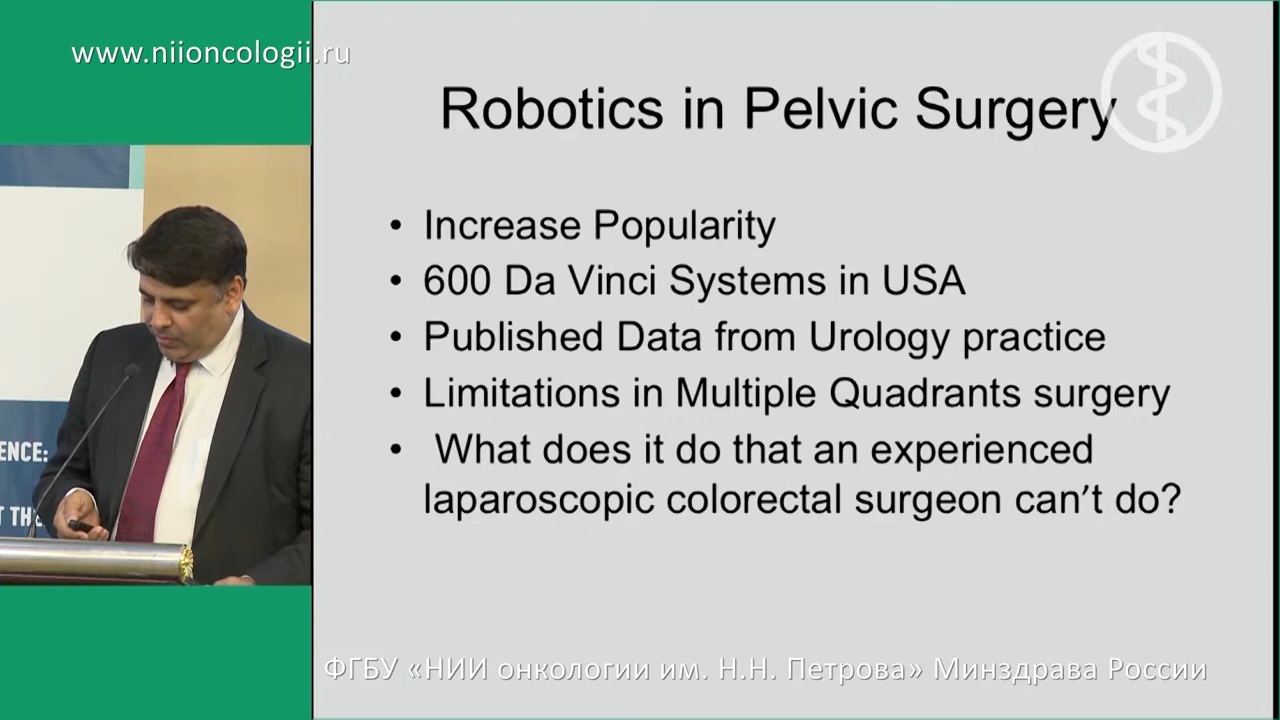 www.niioncologii.ru
Robotics in Pelvic Surgery
• Increase Popularity
• 600 Da Vinci Systems in USA
• Published Data from Urology practice
• Limitations in Multiple Quadrants surgery
• What does it do that an experienced
laparoscopic colorectal surgeon can’t do?
ENCE:
T THE
ФГБУ «НИИ онкологии им. Н.Н. Петрова» Минздрава России